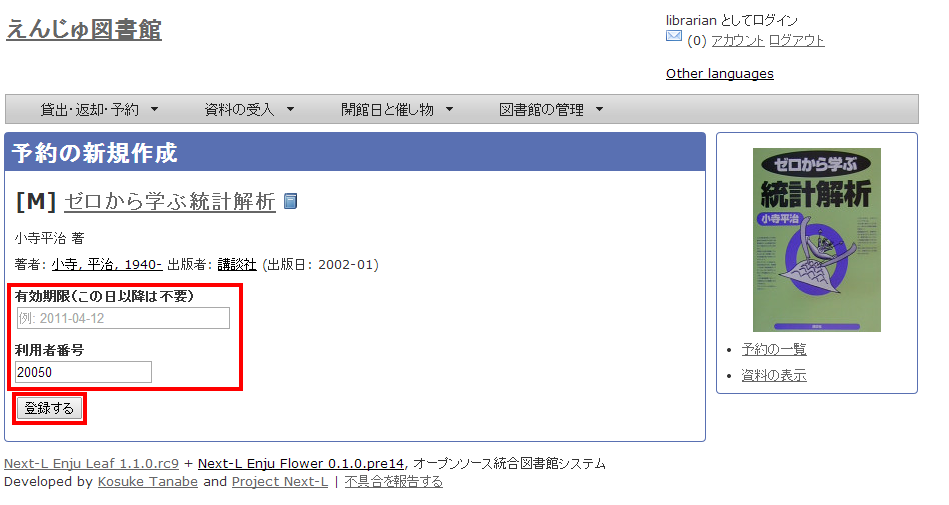 えんじゅ図書館
librarian としてログイン
(0) アカウント ログアウト
Other languages
貸出・返却・予約 ▼ 資料の受入 ▼ 開館日と催し物 ▼ 図書館の管理 ▼
予約の新規作成
[M] ゼロから学ぶ統計解析
小寺平治 著
著者: 小寺, 平治, 1940- 出版者: 講談社 (出版日: 2002-01)
有効期限(この日以降は不要)
例: 2011-04-12
利用者番号
20050
登録する
ゼロから学ぶ
統計解析
小寺平治
• 予約の一覧
• 資料の表示
Next-L Enju Leaf 1.1.0.rc9 + Next-L Enju Flower 0.1.0.pre14, オープンソース統合図書館システム
Developed by Kosuke Tanabe and Project Next-L | 不具合を報告する